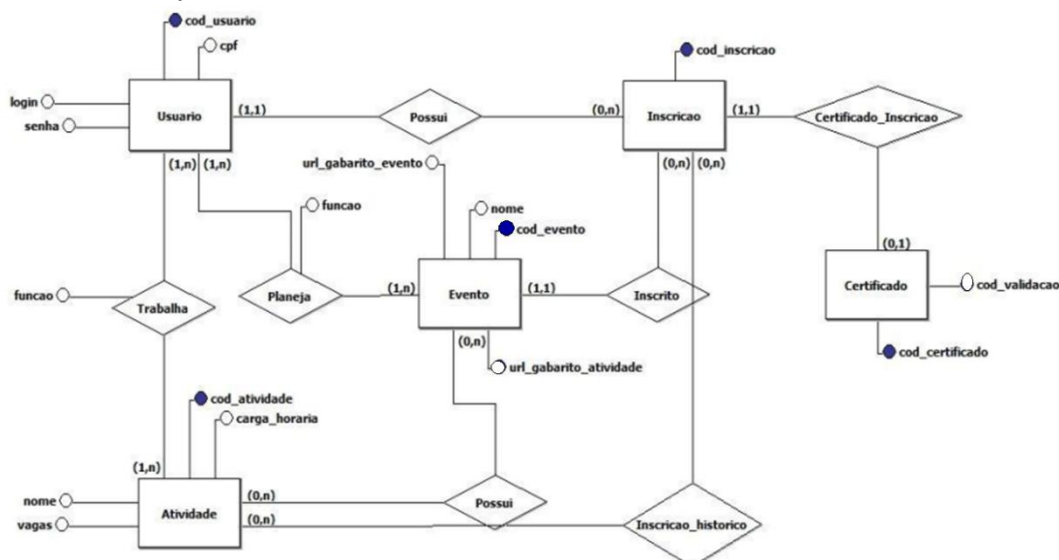 cod_usuario
cpf
cod_inscricao
login
senha
Usuario
(1,1)
Possui
(0,n)
Inscricao
(1,1)
Certificado_Inscricao
(1,n) (1,n)
url_gabarito_evento
(0,n) (0,n)
funcao
nome
cod_evento
(0,1)
funcao
Trabalha
Planeja
(1,n)
Evento
(1,1)
Inscrito
Certificado
cod_validacao
(0,n)
url_gabarito_atividade
cod_certificado
cod_atividade
carga_horaria
(1,n)
nome
vagas
Atividade
(0,n)
(0,n)
Possui
Inscricao_historico